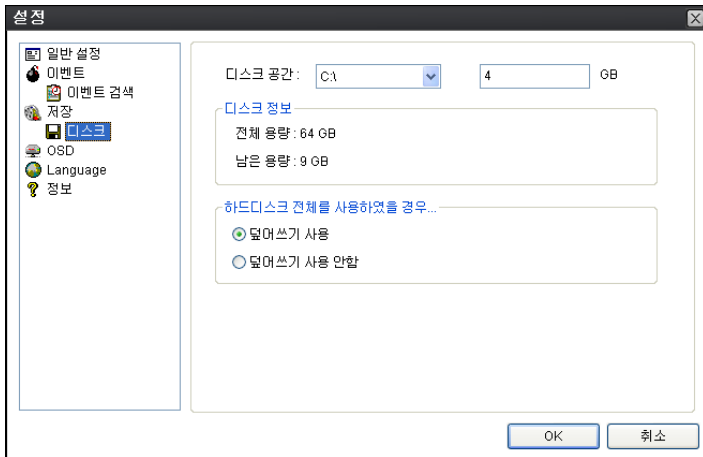 설정
일반 설정
이벤트
이벤트 검색
저장
디스크
OSD
Language
정보
디스크 공간 : C:\ 4 GB
디스크 정보
전체 용량 : 64 GB
남은 용량 : 9 GB
하드디스크 전체를 사용하였을 경우...
덮어쓰기 사용
덮어쓰기 사용 안함
OK 취소